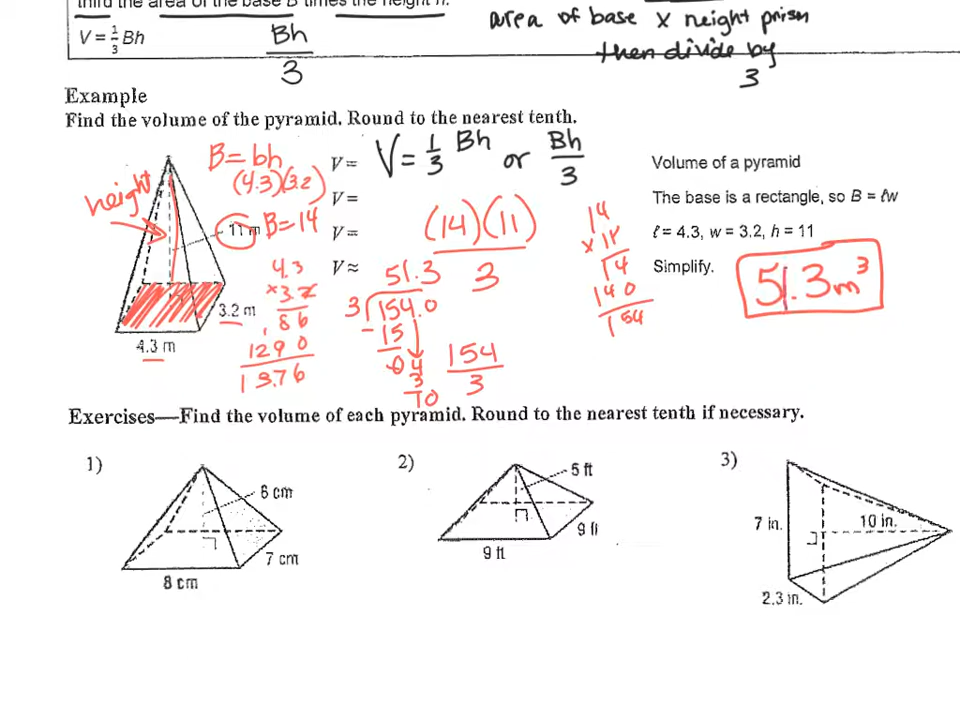 third the area of the base B times the height h.
V = 1/3 Bh
Bh
3
area of base x height prism
then divide by
3
Example
Find the volume of the pyramid. Round to the nearest tenth.
height
B = bh
(4.3)(3.2)
B = 14
11 m
3.2 m
4.3 m
4.3
×3.2
86
1290
13.76
V =
V = 1/3 Bh or Bh
3
V =
V =
(14)(11)
3
V ≈
51.3
3 154.0
-15
04
3
10
154
3
14
× 11
14
140
154
Volume of a pyramid
The base is a rectangle, so B = ℓw
ℓ = 4.3, w = 3.2, h = 11
Simplify.
51.3m³
Exercises—Find the volume of each pyramid. Round to the nearest tenth if necessary.
1)
6 cm
7 cm
8 cm
2)
5 ft
9 ft
9 ft
3)
7 in.
10 in.
2.3 in.